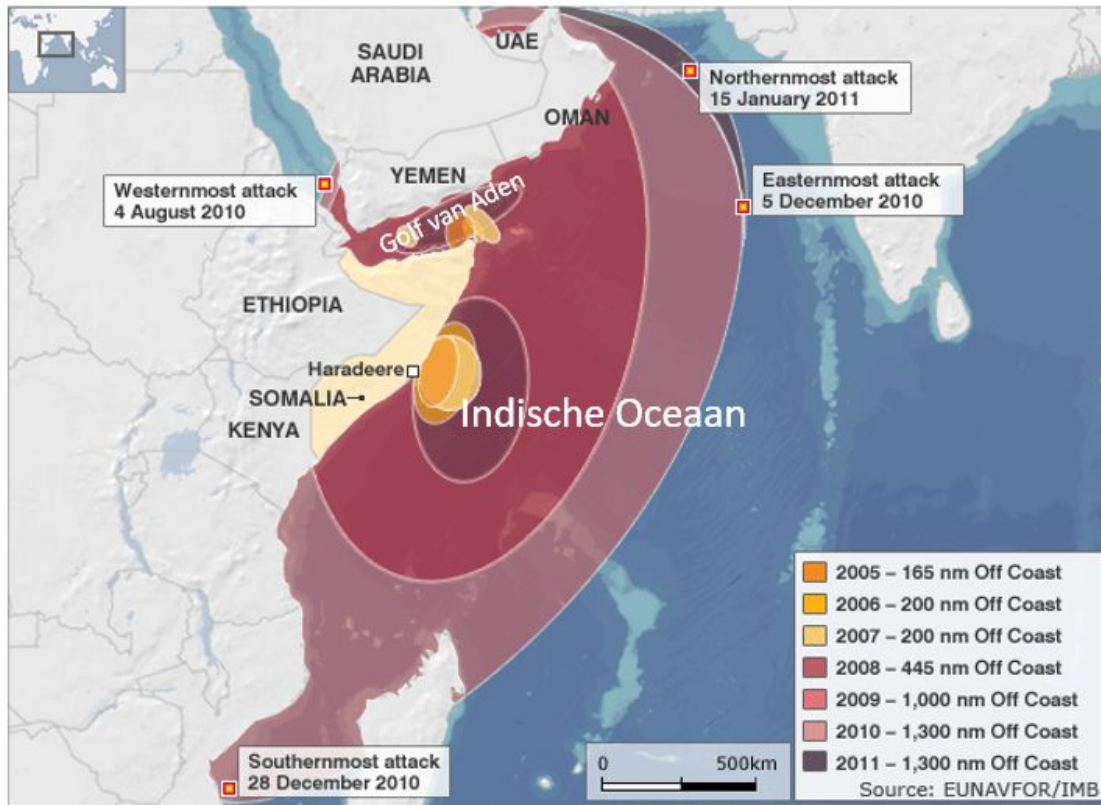 SAUDI
ARABIA
UAE
Northernmost attack
15 January 2011
OMAN
Westernmost attack
4 August 2010
YEMEN
Easternmost attack
5 December 2010
Golf van Aden
ETHIOPIA
Haradeere
SOMALIA
Indische Oceaan
KENYA
2005 – 165 nm Off Coast
2006 – 200 nm Off Coast
2007 – 200 nm Off Coast
2008 – 445 nm Off Coast
2009 – 1,000 nm Off Coast
2010 – 1,300 nm Off Coast
2011 – 1,300 nm Off Coast
Southernmost attack
28 December 2010
0 500km
Source: EUNAVFOR/IMB